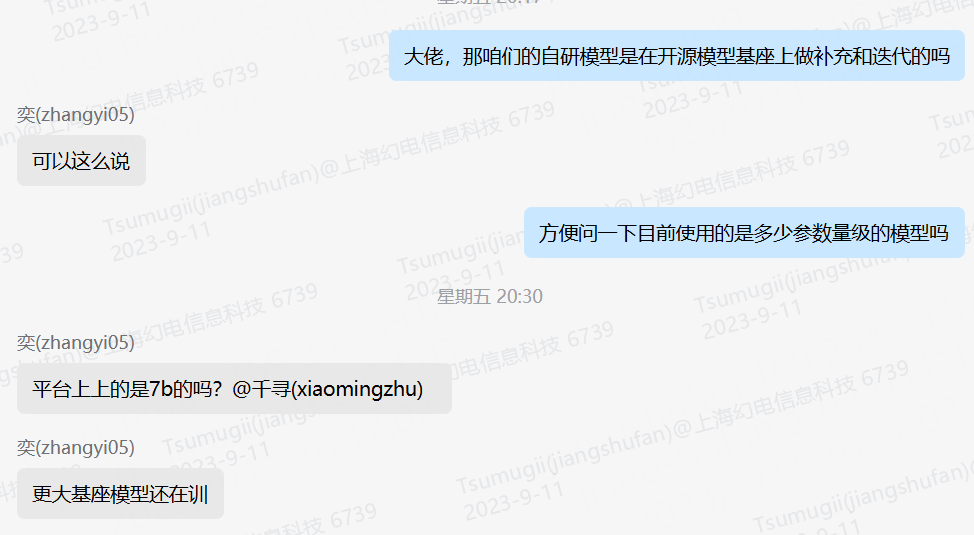 星期五 20:17
大佬，那咱们的自研模型是在开源模型基座上做补充和迭代的吗
奕(zhangyi05)
可以这么说
方便问一下目前使用的是多少参数量级的模型吗
星期五 20:30
奕(zhangyi05)
平台上上的是7b的吗？@千寻(xiaomingzhu)
奕(zhangyi05)
更大基座模型还在训
Tsumugii(jiangshufan)@上海幻电信息科技 6739
2023-9-11